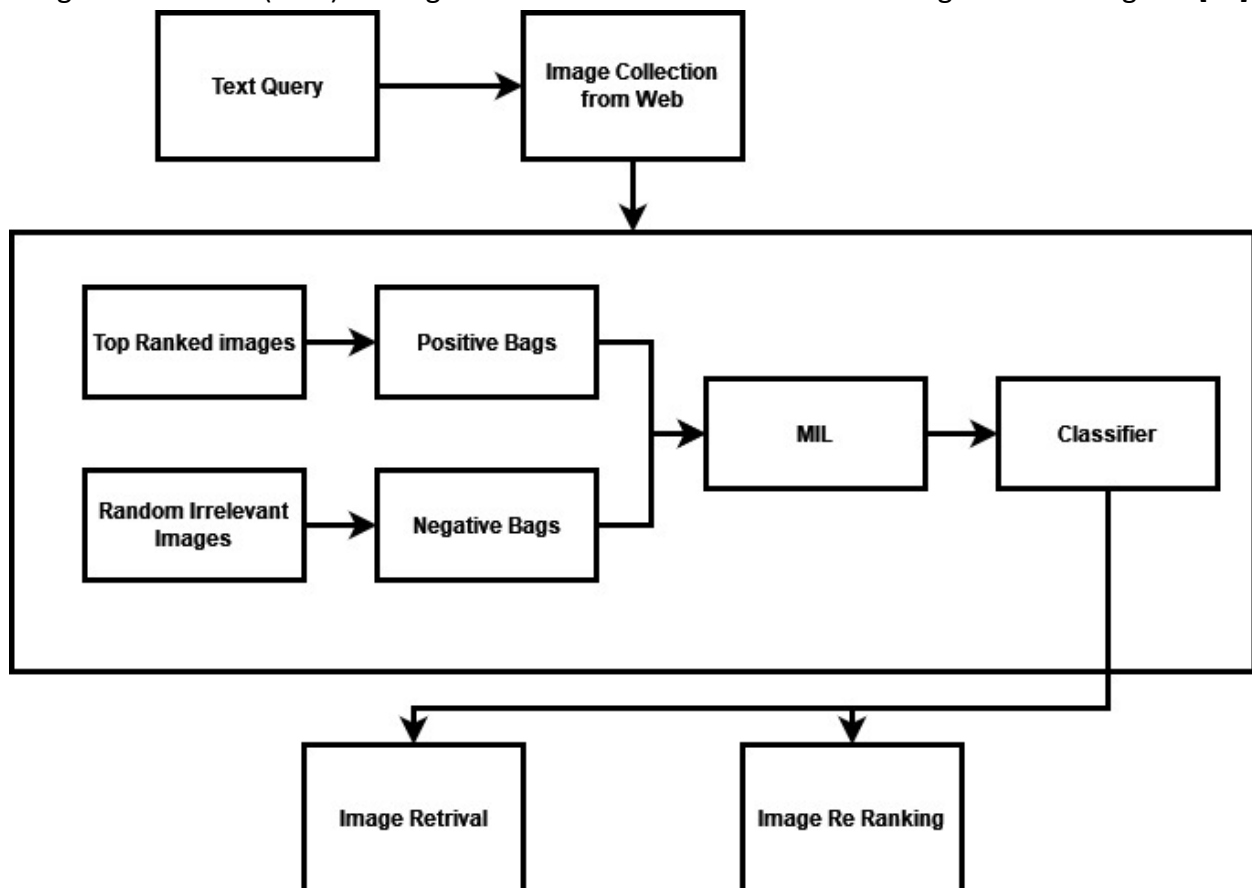 Text Query
Image Collection
from Web
Top Ranked images
Positive Bags
MIL
Classifier
Random Irrelevant
Images
Negative Bags
Image Retrival
Image Re Ranking